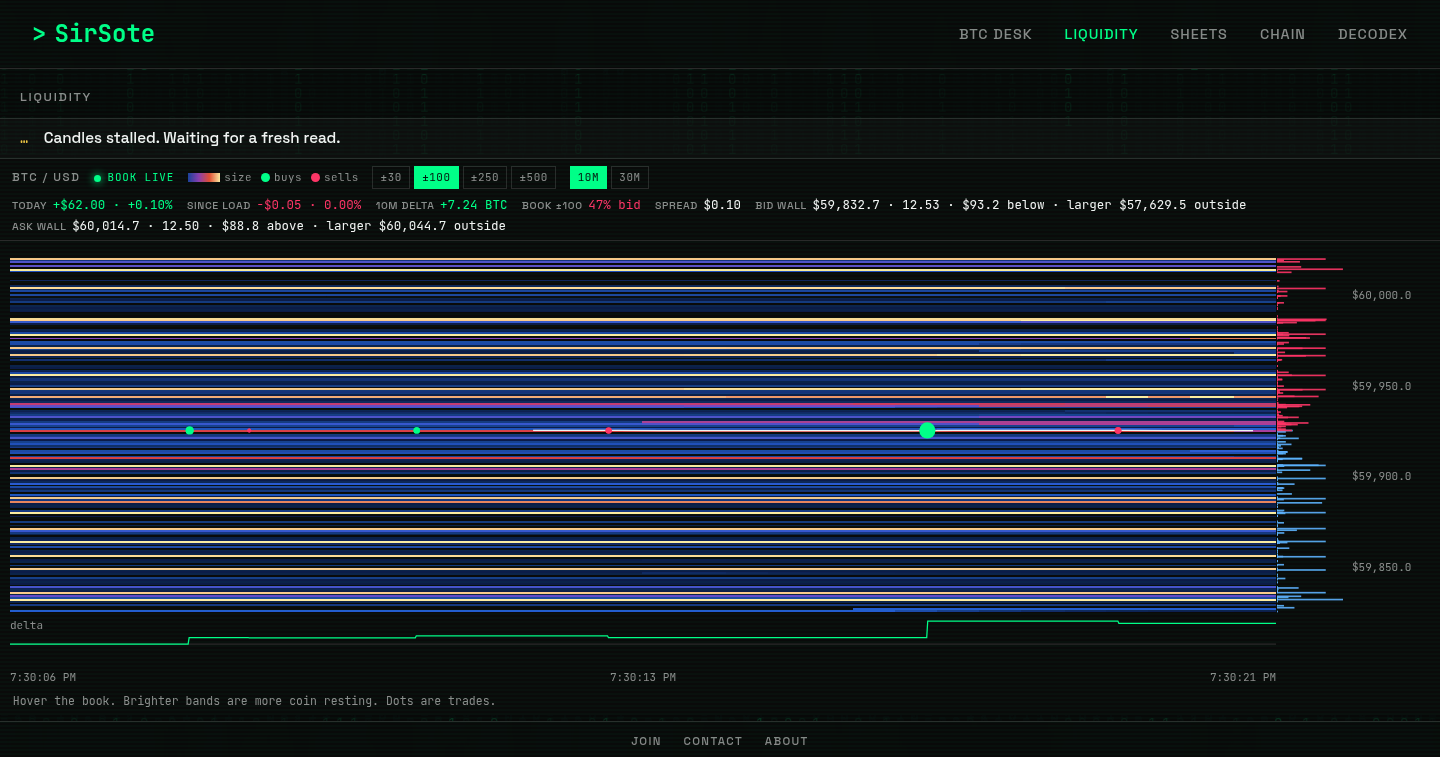 > SirSote
BTC DESK LIQUIDITY SHEETS CHAIN DECODEX
LIQUIDITY
… Candles stalled. Waiting for a fresh read.
BTC / USD BOOK LIVE size buys sells ±30 ±100 ±250 ±500 10M 30M
TODAY +$62.00 · +0.10% SINCE LOAD -$0.05 · 0.00% 10M DELTA +7.24 BTC BOOK ±100 47% bid SPREAD $0.10 BID WALL $59,832.7 · 12.53 · $93.2 below · larger $57,629.5 outside
ASK WALL $60,014.7 · 12.50 · $88.8 above · larger $60,044.7 outside
$60,000.0
$59,950.0
$59,900.0
$59,850.0
delta
7:30:06 PM 7:30:13 PM 7:30:21 PM
Hover the book. Brighter bands are more coin resting. Dots are trades.
JOIN CONTACT ABOUT